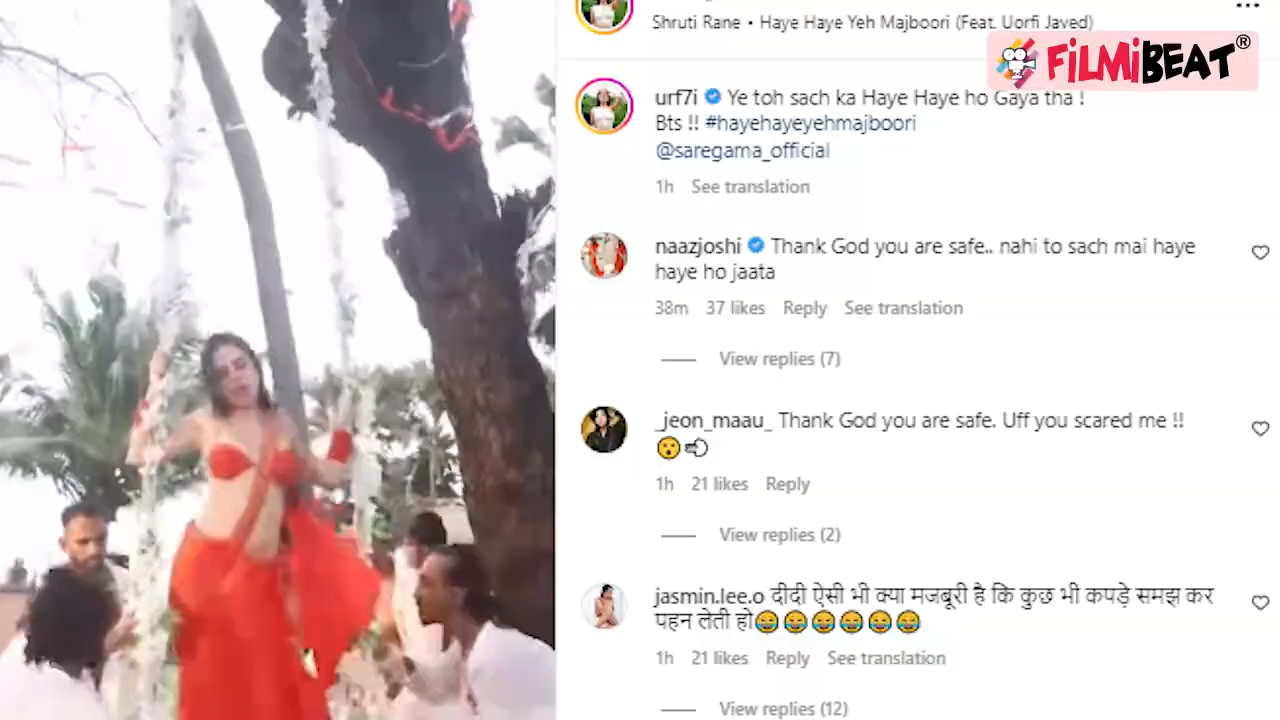 Shruti Rane • Haye Haye Yeh Majboori (Feat. Uorfi Javed)
FiLMiBEAT®
urf7i Ye toh sach ka Haye Haye ho Gaya tha !
Bts !! #hayehayeyehmajboori
@saregama_official
1h See translation
naazjoshi Thank God you are safe.. nahi to sach mai haye
haye ho jaata
38m 37 likes Reply See translation
View replies (7)
_jeon_maau_ Thank God you are safe. Uff you scared me !!
😮💨
1h 21 likes Reply
View replies (2)
jasmin.lee.o दीदी ऐसी भी क्या मजबूरी है कि कुछ भी कपड़े समझ कर
पहन लेती हो😂😂😂😂😂😂
1h 21 likes Reply See translation
View replies (12)